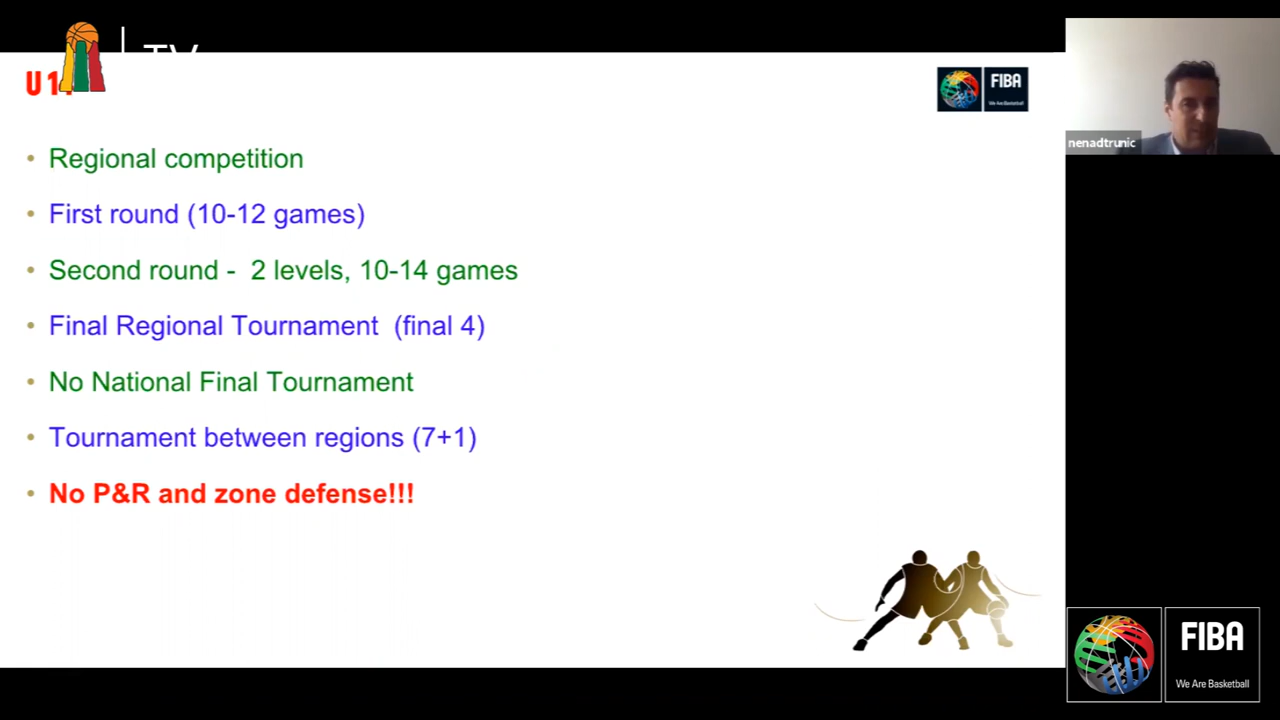 TV
FIBA
We Are Basketball
nenadtrunic
• Regional competition
• First round (10-12 games)
• Second round - 2 levels, 10-14 games
• Final Regional Tournament (final 4)
• No National Final Tournament
• Tournament between regions (7+1)
• No P&R and zone defense!!!
FIBA
We Are Basketball